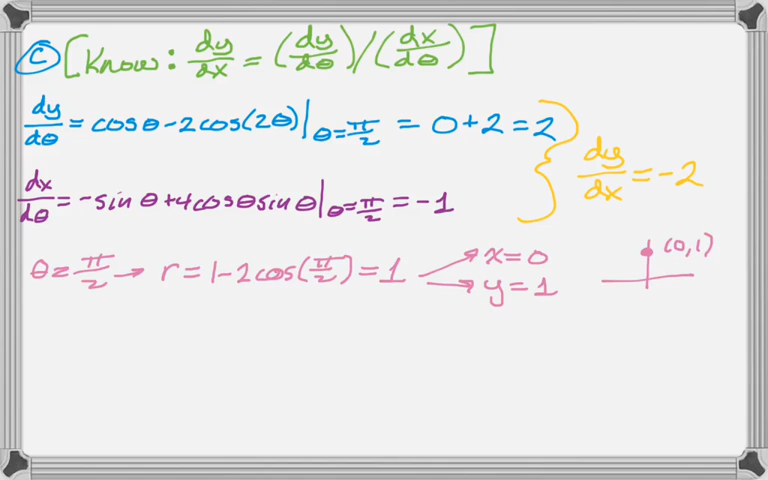 C [Know: dy/dx = (dy/dθ)/(dx/dθ)]
dy/dθ = cosθ-2cos(2θ)|θ=π/2 = 0+2=2
dy/dx = -2
dx/dθ = -sinθ+4cosθsinθ|θ=π/2 = -1
θ=π/2 → r=1-2cos(π/2)=1
x=0
y=1
(0,1)